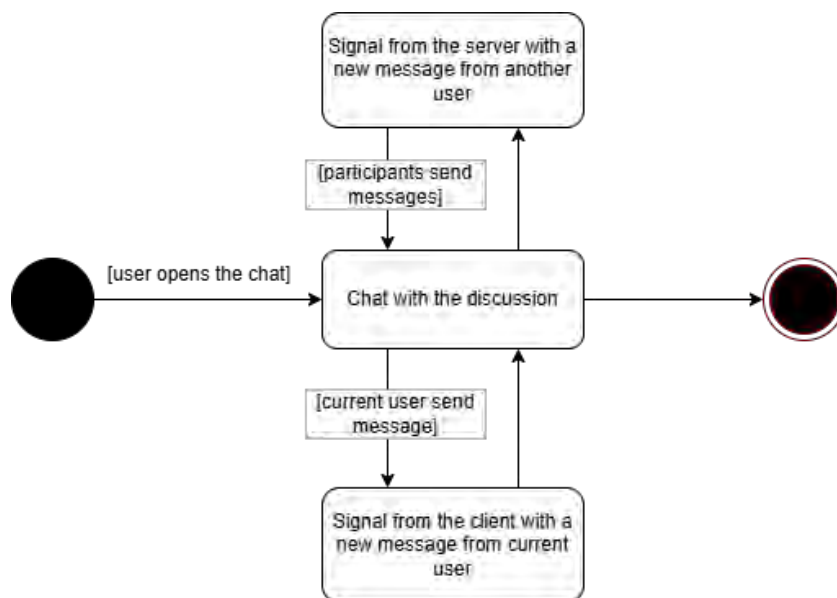 Signal from the server with a
new message from another
user
[participants send
messages]
[user opens the chat]
Chat with the discussion
[current user send
message]
Signal from the client with a
new message from current
user